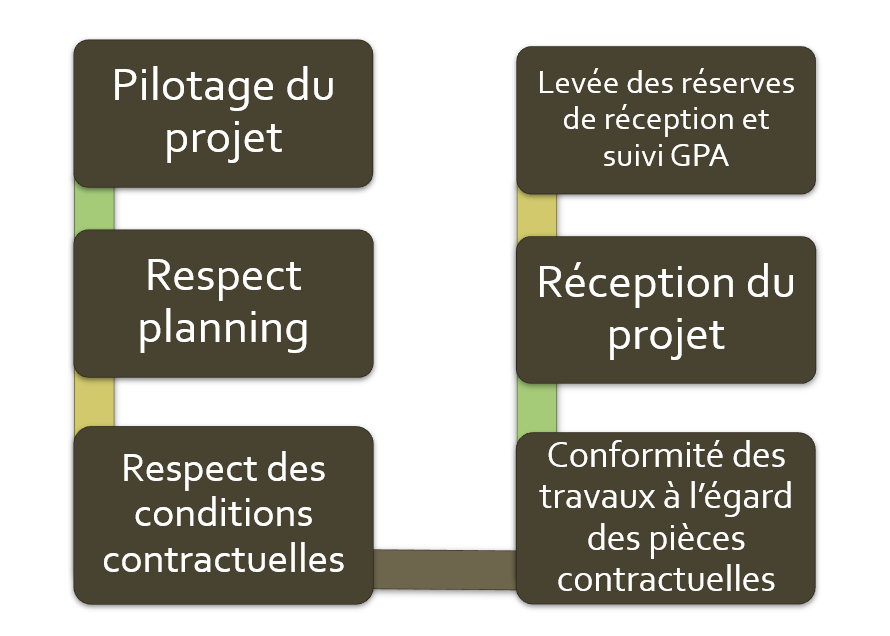 Pilotage du
projet
Respect
planning
Respect des
conditions
contractuelles
Conformité des
travaux à l’égard
des pièces
contractuelles
Réception du
projet
Levée des réserves
de réception et
suivi GPA